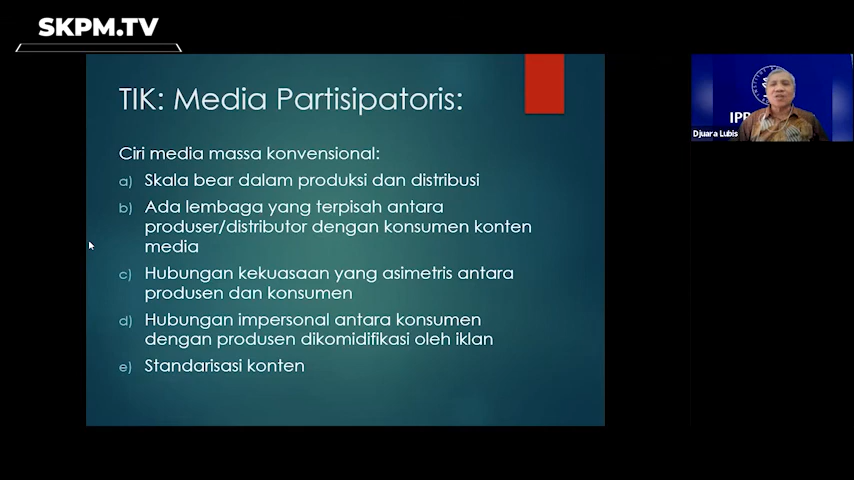 SKPM.TV
TIK: Media Partisipatoris:
Ciri media massa konvensional:
a) Skala bear dalam produksi dan distribusi
b) Ada lembaga yang terpisah antara
produser/distributor dengan konsumen konten
media
c) Hubungan kekuasaan yang asimetris antara
produsen dan konsumen
d) Hubungan impersonal antara konsumen
dengan produsen dikomidifikasi oleh iklan
e) Standarisasi konten
Djuara Lubis